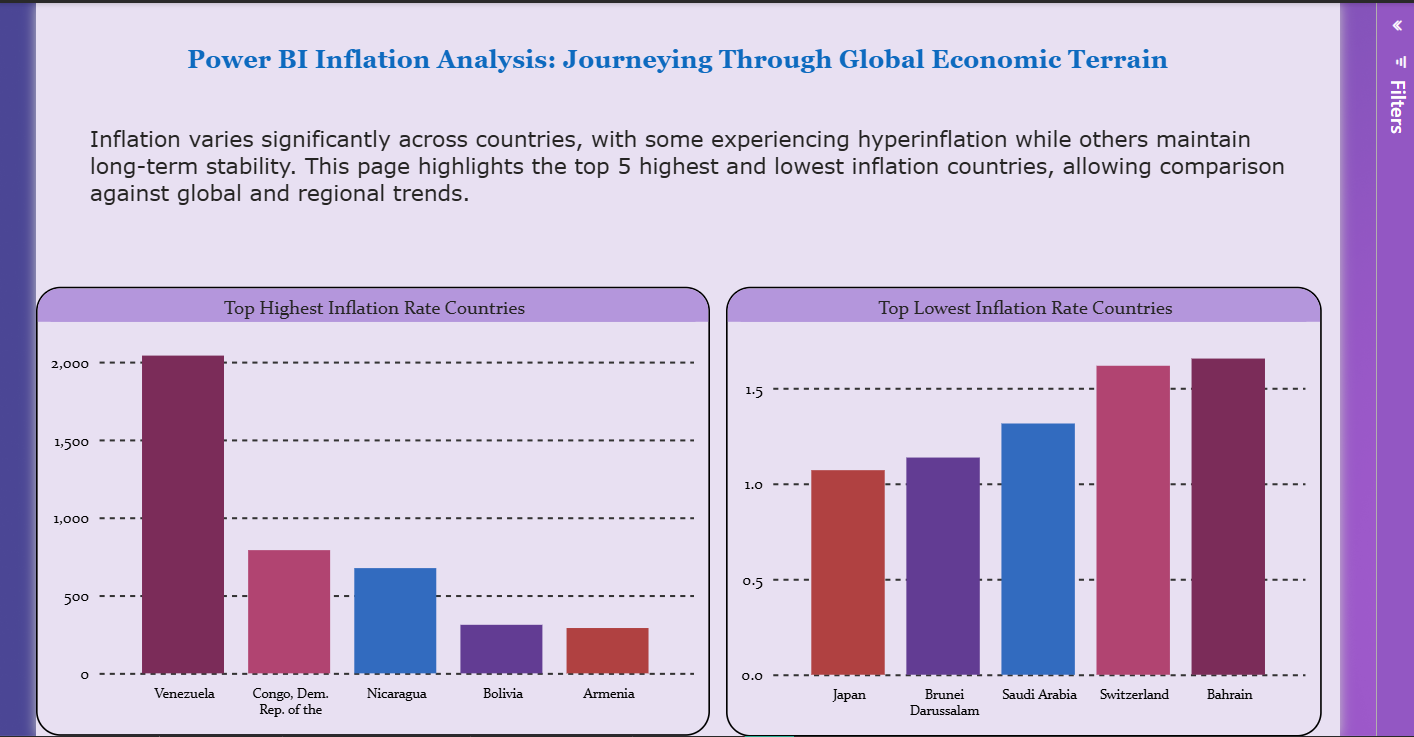 Power BI Inflation Analysis: Journeying Through Global Economic Terrain
Filters
Inflation varies significantly across countries, with some experiencing hyperinflation while others maintain
long-term stability. This page highlights the top 5 highest and lowest inflation countries, allowing comparison
against global and regional trends.
Top Highest Inflation Rate Countries
2,000
1,500
1,000
500
0
Venezuela
Congo, Dem.
Rep. of the
Nicaragua
Bolivia
Armenia
Top Lowest Inflation Rate Countries
1.5
1.0
0.5
0.0
Japan
Brunei
Darussalam
Saudi Arabia
Switzerland
Bahrain